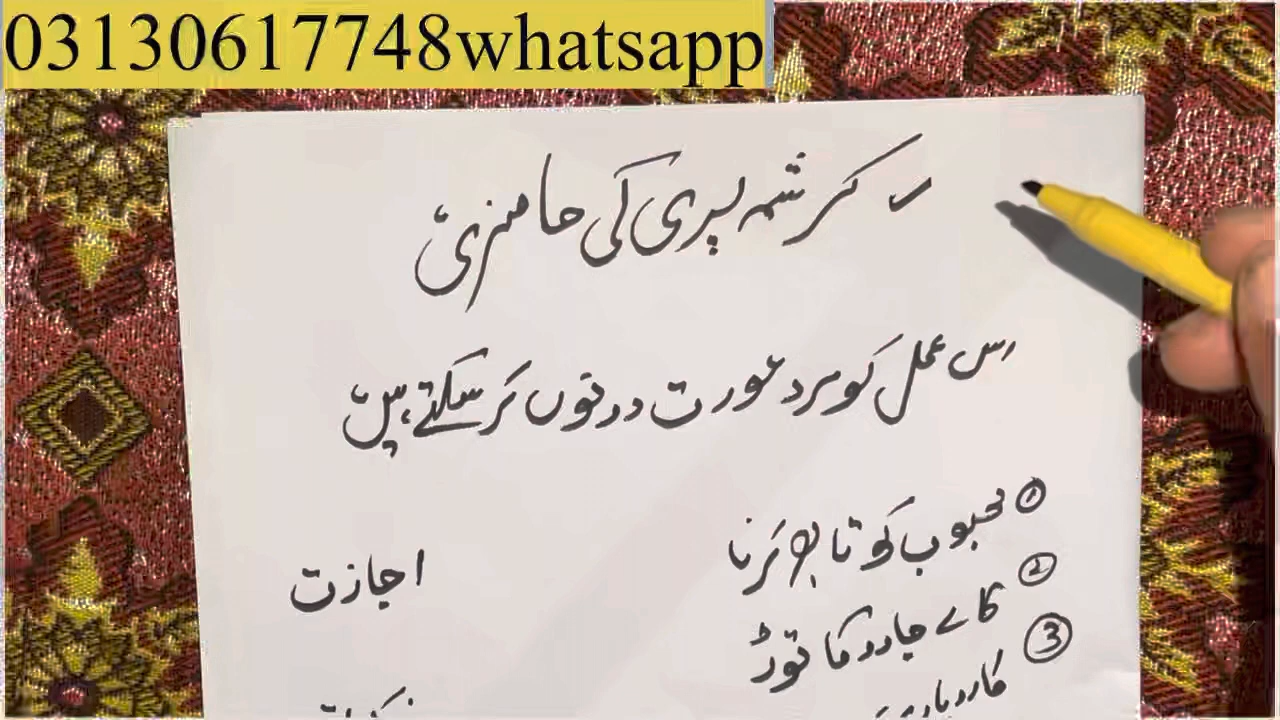 03130617748whatsapp
کرشمہ پری کی حاضری
اس عمل کو مرد عورت دونوں کر سکتے ہیں
① محبوب کو تابع کرنا
اجازت
② کالے جادو کا توڑ
③ کاروباری